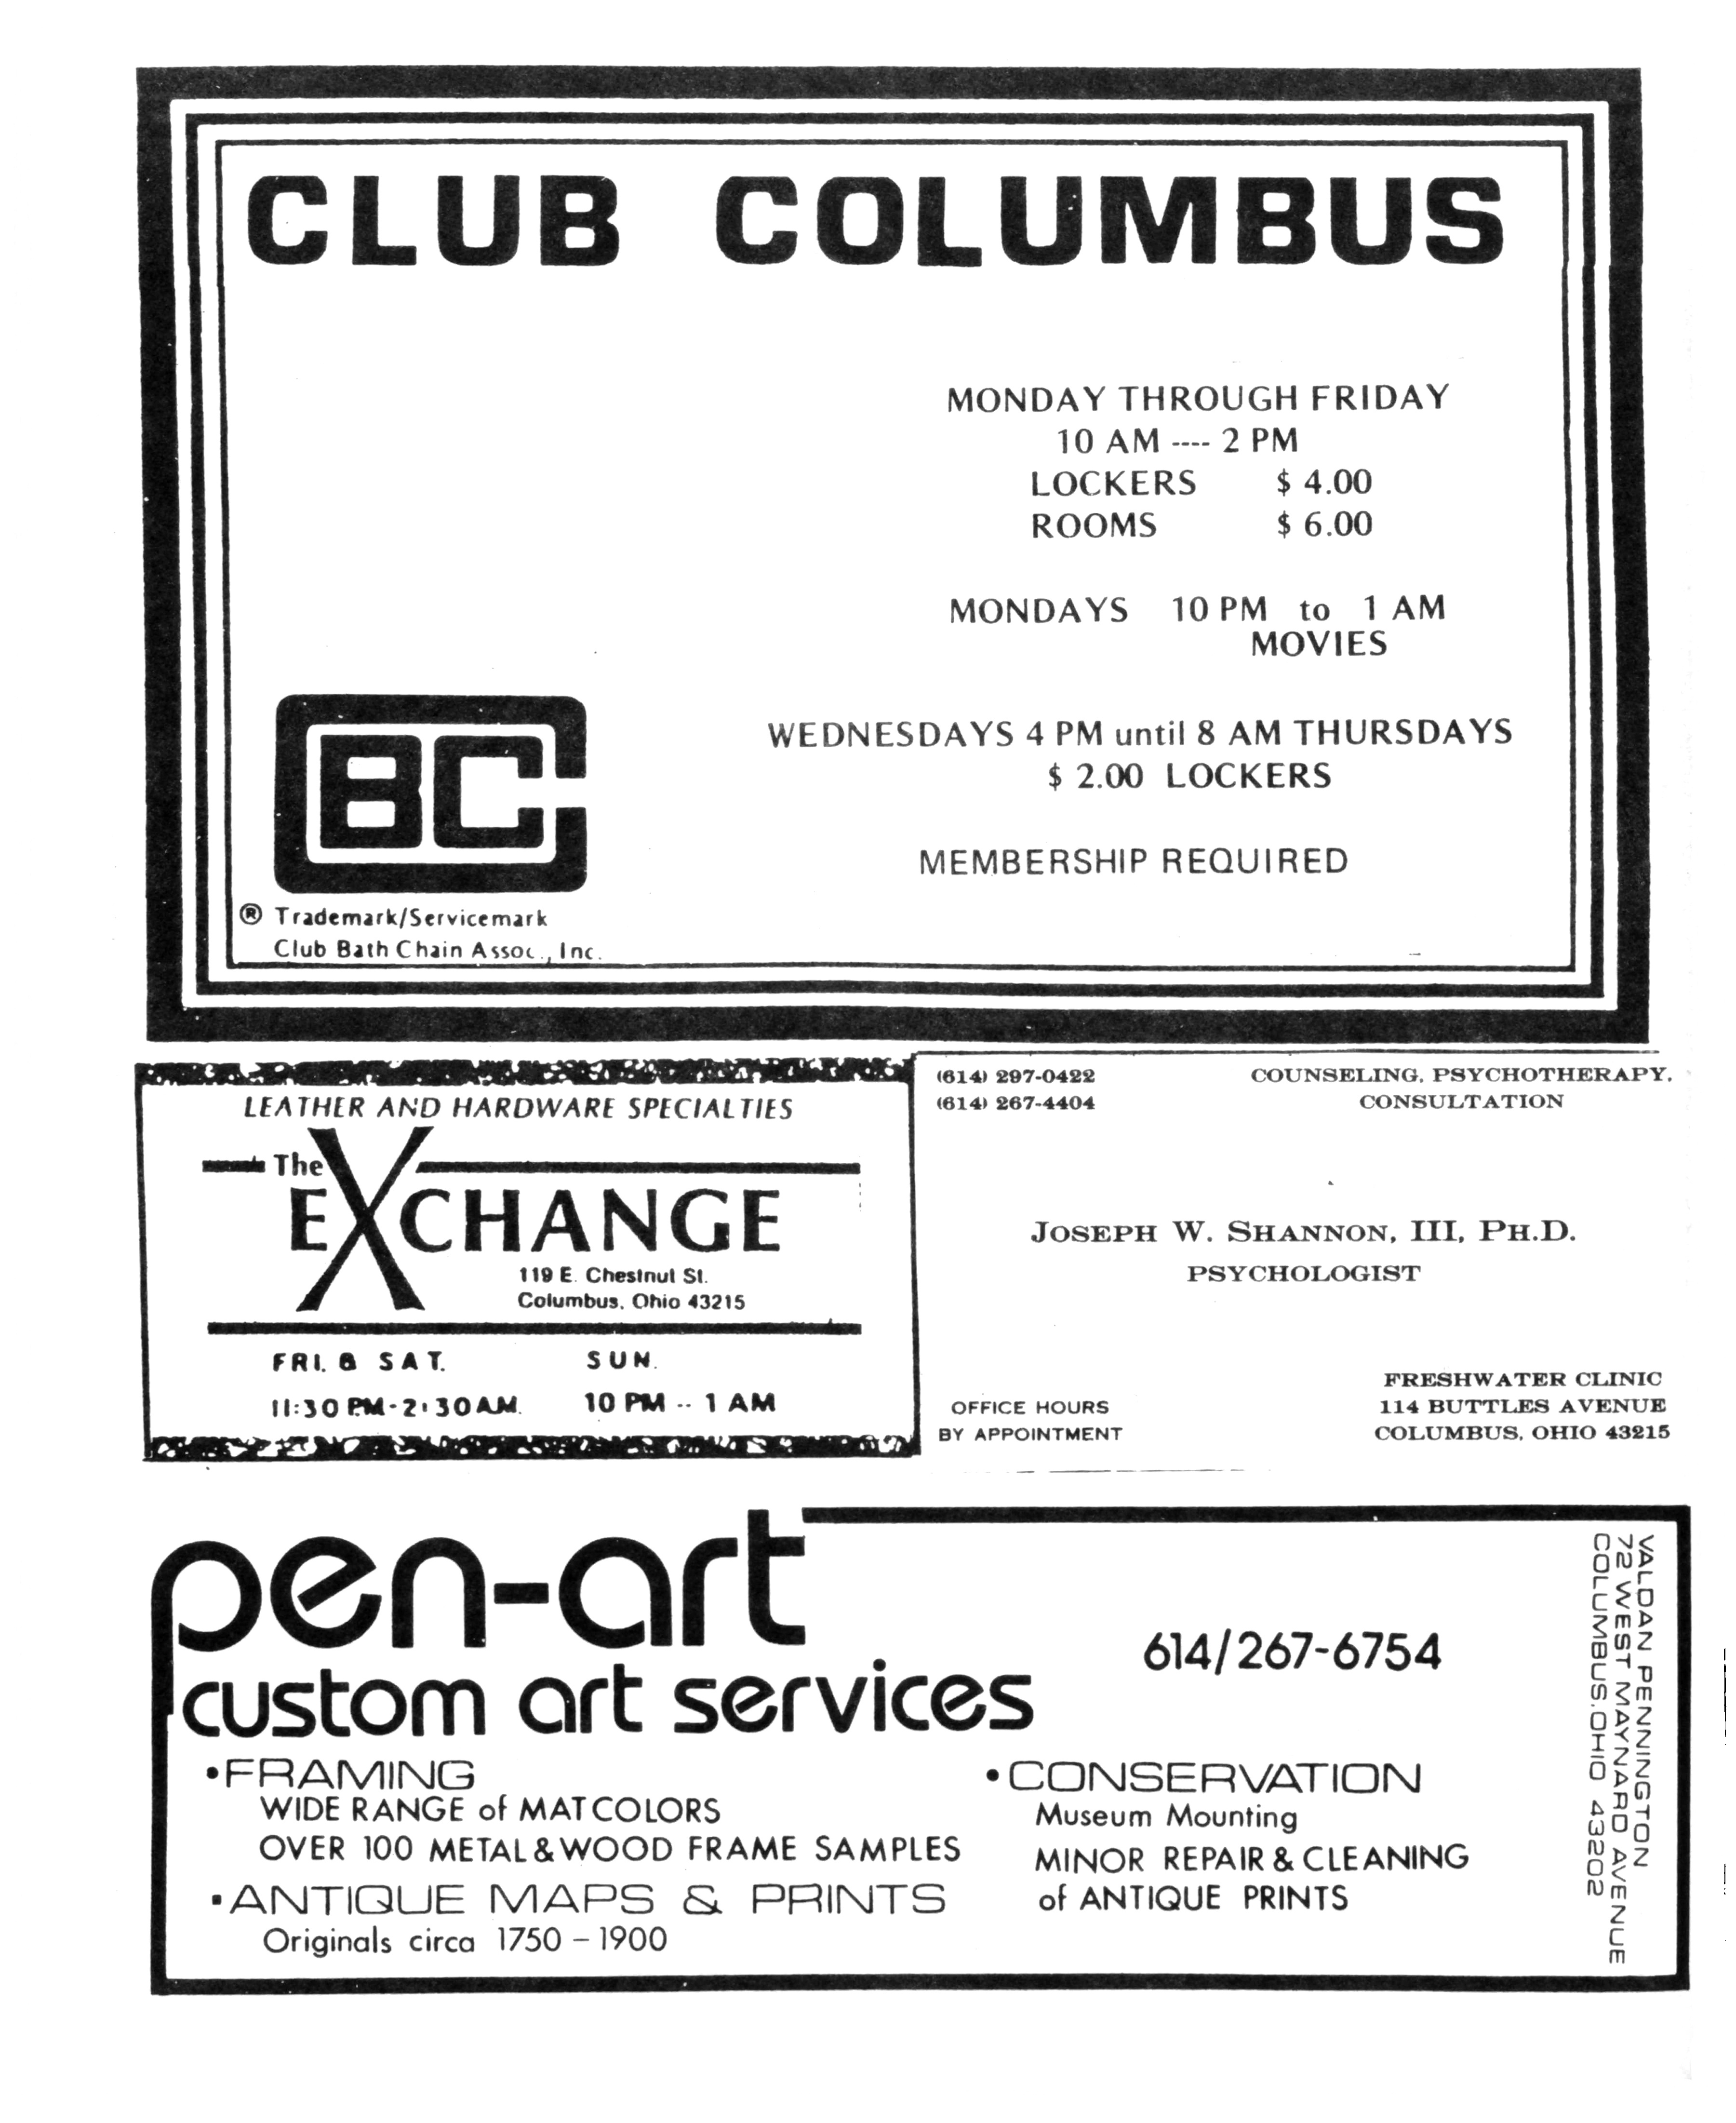 CLUB COLUMBUS
MONDAY THROUGH FRIDAY
10 AM ---- 2 PM
LOCKERS $ 4.00
ROOMS $ 6.00
MONDAYS 10 PM to 1 AM
MOVIES
WEDNESDAYS 4 PM until 8 AM THURSDAYS
$ 2.00 LOCKERS
MEMBERSHIP REQUIRED
CBC
® Trademark/Servicemark
Club Bath Chain Assoc., Inc.
LEATHER AND HARDWARE SPECIALTIES
The
EXCHANGE
119 E. Chestnut St.
Columbus, Ohio 43215
FRI. & SAT. SUN.
11:30 PM-2:30 AM. 10 PM -- 1 AM
(614) 297-0422
(614) 267-4404
COUNSELING, PSYCHOTHERAPY,
CONSULTATION
JOSEPH W. SHANNON, III, PH.D.
PSYCHOLOGIST
OFFICE HOURS
BY APPOINTMENT
FRESHWATER CLINIC
114 BUTTLES AVENUE
COLUMBUS, OHIO 43215
pen-art
custom art services
614/267-6754
•FRAMING
WIDE RANGE of MAT COLORS
OVER 100 METAL & WOOD FRAME SAMPLES
•ANTIQUE MAPS & PRINTS
Originals circa 1750 – 1900
•CONSERVATION
Museum Mounting
MINOR REPAIR & CLEANING
of ANTIQUE PRINTS
VALDAN PENNINGTON
72 WEST MAYNARD AVENUE
COLUMBUS, OHIO 43202